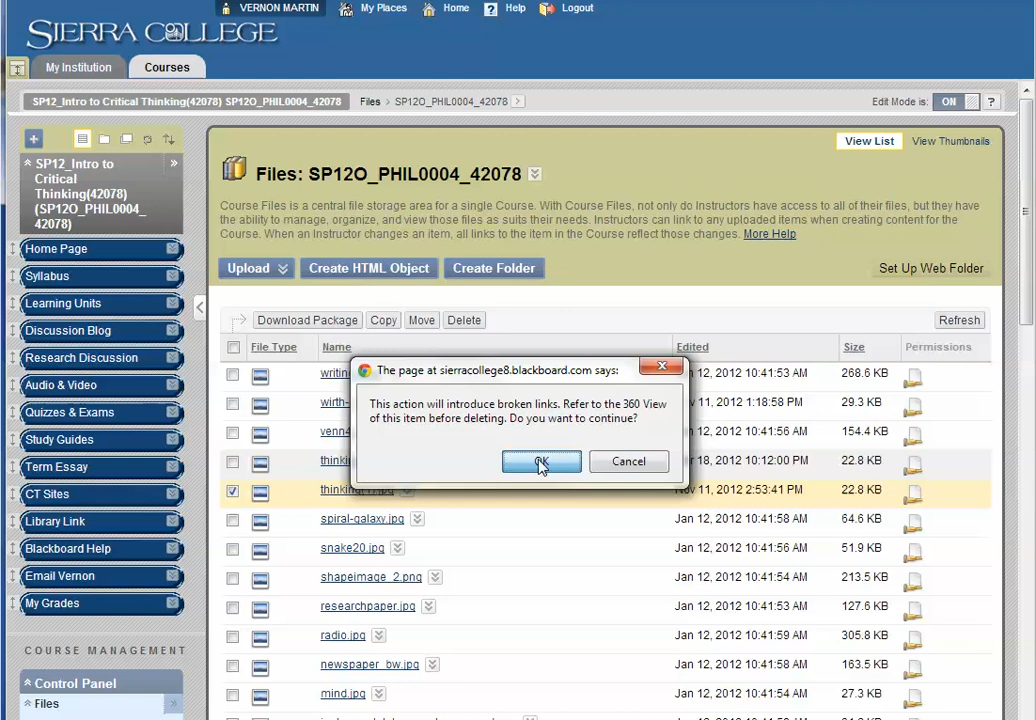 VERNON MARTIN My Places Home Help Logout
SIERRA COLLEGE
My Institution Courses
SP12_Intro to Critical Thinking(42078) SP12O_PHIL0004_42078 Files SP12O_PHIL0004_42078 Edit Mode is: ON ?
View List View Thumbnails
SP12_Intro to
Critical
Thinking(42078)
(SP12O_PHIL0004_
42078)
Home Page
Syllabus
Learning Units
Discussion Blog
Research Discussion
Audio & Video
Quizzes & Exams
Study Guides
Term Essay
CT Sites
Library Link
Blackboard Help
Email Vernon
My Grades
COURSE MANAGEMENT
Control Panel
Files
Files: SP12O_PHIL0004_42078
Course Files is a central file storage area for a single Course. With Course Files, not only do Instructors have access to all of their files, but they have
the ability to manage, organize, and view those files as suits their needs. Instructors can link to any uploaded items when creating content for the
Course. When an Instructor changes an item, all links to the item in the Course reflect those changes. More Help
Upload Create HTML Object Create Folder Set Up Web Folder
Download Package Copy Move Delete Refresh
File Type Name Edited Size Permissions
The page at sierracollege8.blackboard.com says:
This action will introduce broken links. Refer to the 360 View
of this item before deleting. Do you want to continue?
OK Cancel
12, 2012 10:41:53 AM 268.6 KB
1:18:58 PM 29.3 KB
12, 2012 10:41:57 AM 154.4 KB
18, 2012 10:12:00 PM 22.8 KB
11, 2012 2:53:41 PM 22.8 KB
spiral-galaxy.jpg Jan 12, 2012 10:41:58 AM 64.6 KB
snake20.jpg Jan 12, 2012 10:41:56 AM 51.9 KB
shapeimage_2.png Jan 12, 2012 10:41:54 AM 213.5 KB
researchpaper.jpg Jan 12, 2012 10:41:53 AM 127.6 KB
radio.jpg Jan 12, 2012 10:41:59 AM 305.8 KB
newspaper_bw.jpg Jan 12, 2012 10:41:58 AM 163.5 KB
mind.jpg Jan 12, 2012 10:41:54 AM 27.3 KB